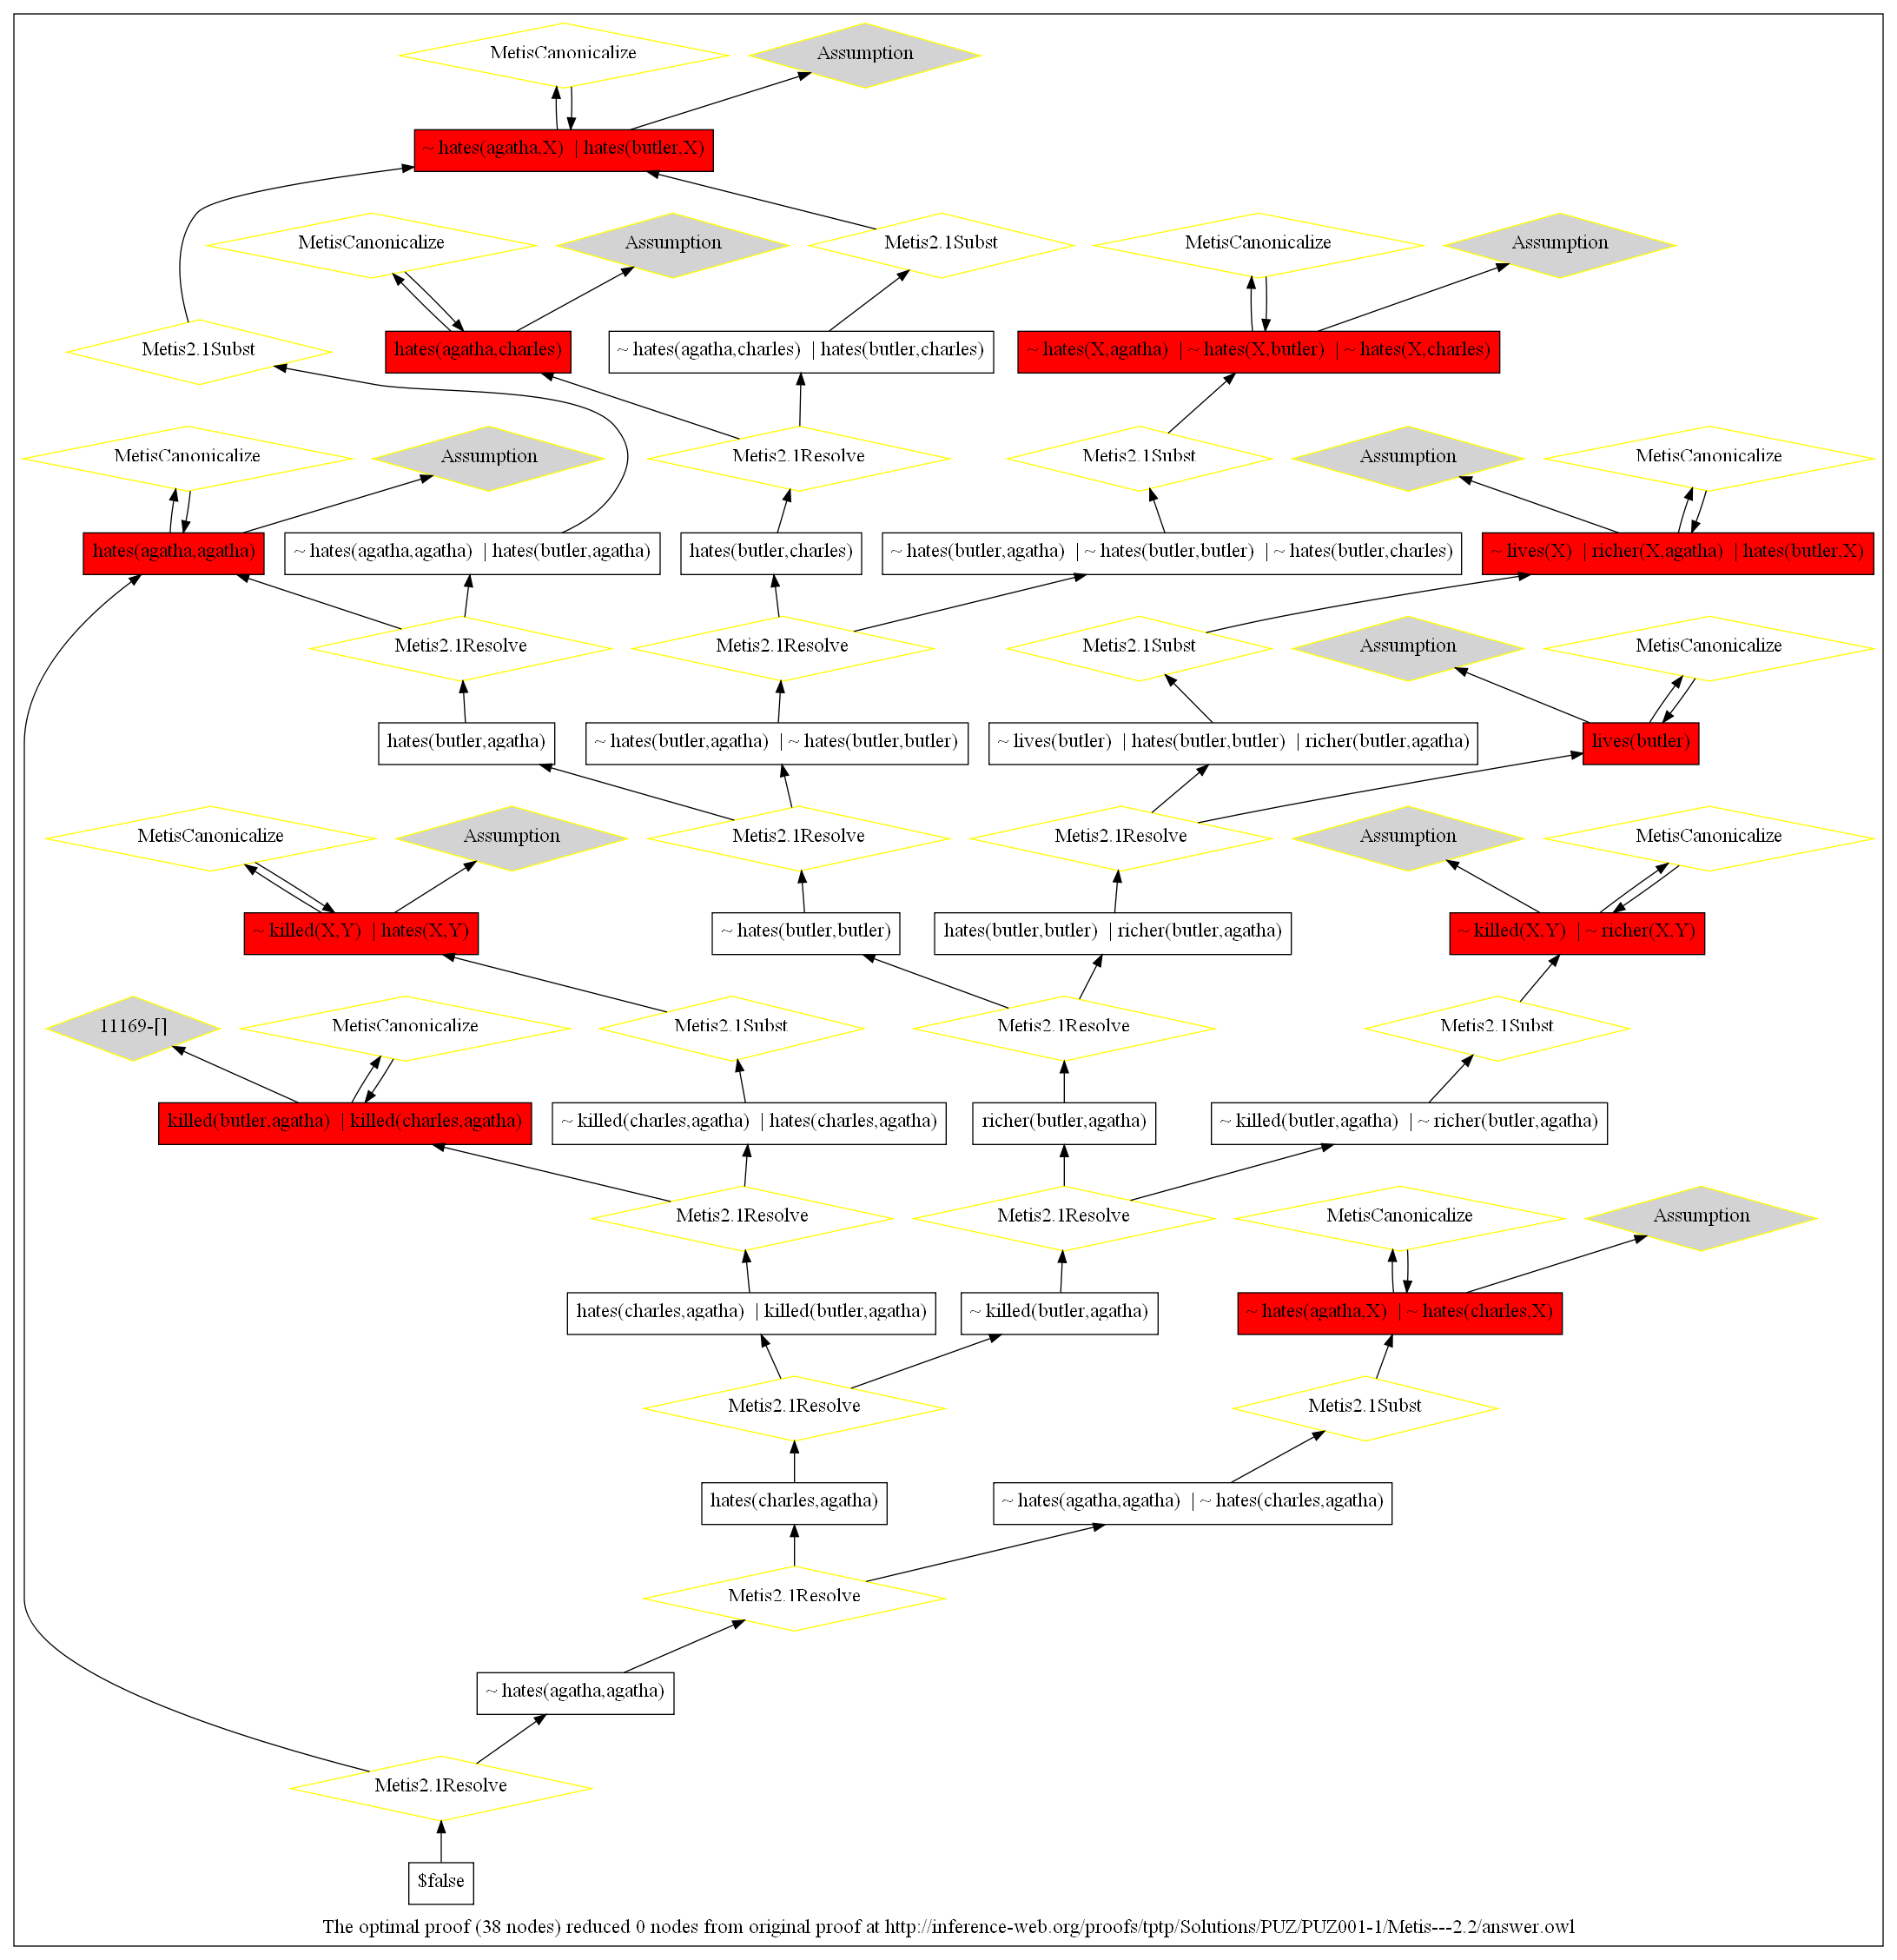 MetisCanonicalize
Assumption
~ hates(agatha,X) | hates(butler,X)
MetisCanonicalize
Assumption
Metis2.1Subst
MetisCanonicalize
Assumption
Metis2.1Subst
hates(agatha,charles)
~ hates(agatha,charles) | hates(butler,charles)
~ hates(X,agatha) | ~ hates(X,butler) | ~ hates(X,charles)
MetisCanonicalize
Assumption
Metis2.1Resolve
Metis2.1Subst
Assumption
MetisCanonicalize
hates(agatha,agatha)
~ hates(agatha,agatha) | hates(butler,agatha)
hates(butler,charles)
~ hates(butler,agatha) | ~ hates(butler,butler) | ~ hates(butler,charles)
~ lives(X) | richer(X,agatha) | hates(butler,X)
Metis2.1Resolve
Metis2.1Resolve
Metis2.1Subst
Assumption
MetisCanonicalize
hates(butler,agatha)
~ hates(butler,agatha) | ~ hates(butler,butler)
~ lives(butler) | hates(butler,butler) | richer(butler,agatha)
lives(butler)
MetisCanonicalize
Assumption
Metis2.1Resolve
Metis2.1Resolve
Assumption
MetisCanonicalize
~ killed(X,Y) | hates(X,Y)
~ hates(butler,butler)
hates(butler,butler) | richer(butler,agatha)
~ killed(X,Y) | ~ richer(X,Y)
11169-[]
MetisCanonicalize
Metis2.1Subst
Metis2.1Resolve
Metis2.1Subst
killed(butler,agatha) | killed(charles,agatha)
~ killed(charles,agatha) | hates(charles,agatha)
richer(butler,agatha)
~ killed(butler,agatha) | ~ richer(butler,agatha)
Metis2.1Resolve
Metis2.1Resolve
MetisCanonicalize
Assumption
hates(charles,agatha) | killed(butler,agatha)
~ killed(butler,agatha)
~ hates(agatha,X) | ~ hates(charles,X)
Metis2.1Resolve
Metis2.1Subst
hates(charles,agatha)
~ hates(agatha,agatha) | ~ hates(charles,agatha)
Metis2.1Resolve
~ hates(agatha,agatha)
Metis2.1Resolve
$false
The optimal proof (38 nodes) reduced 0 nodes from original proof at http://inference-web.org/proofs/tptp/Solutions/PUZ/PUZ001-1/Metis---2.2/answer.owl